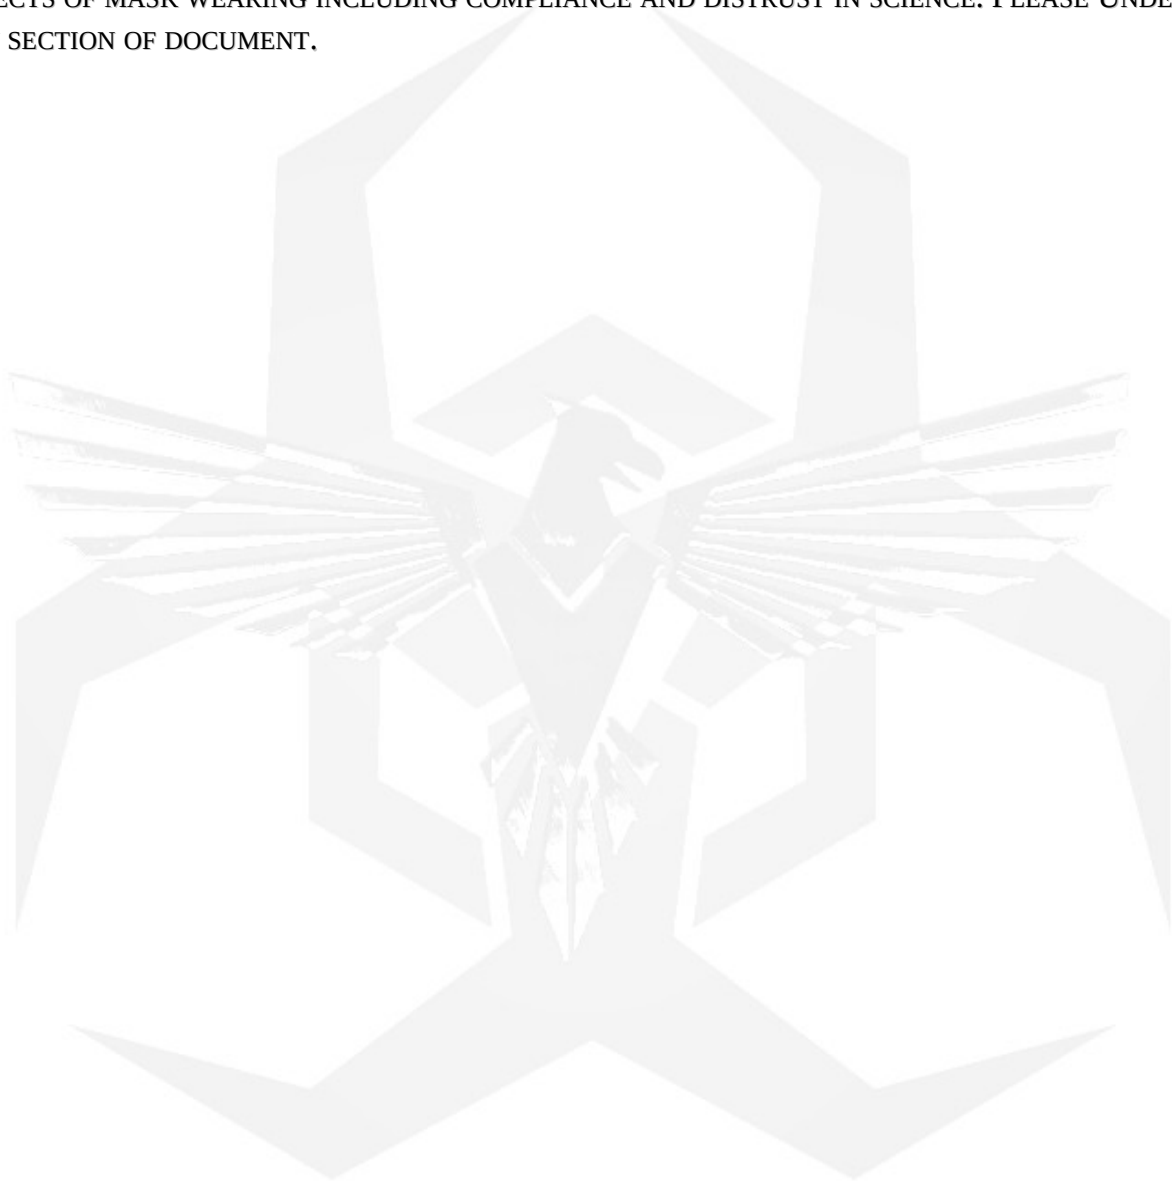 ECTS OF MASK WEARING INCLUDING COMPLIANCE AND DISTRUST IN SCIENCE. PLEASE UNDE
SECTION OF DOCUMENT.